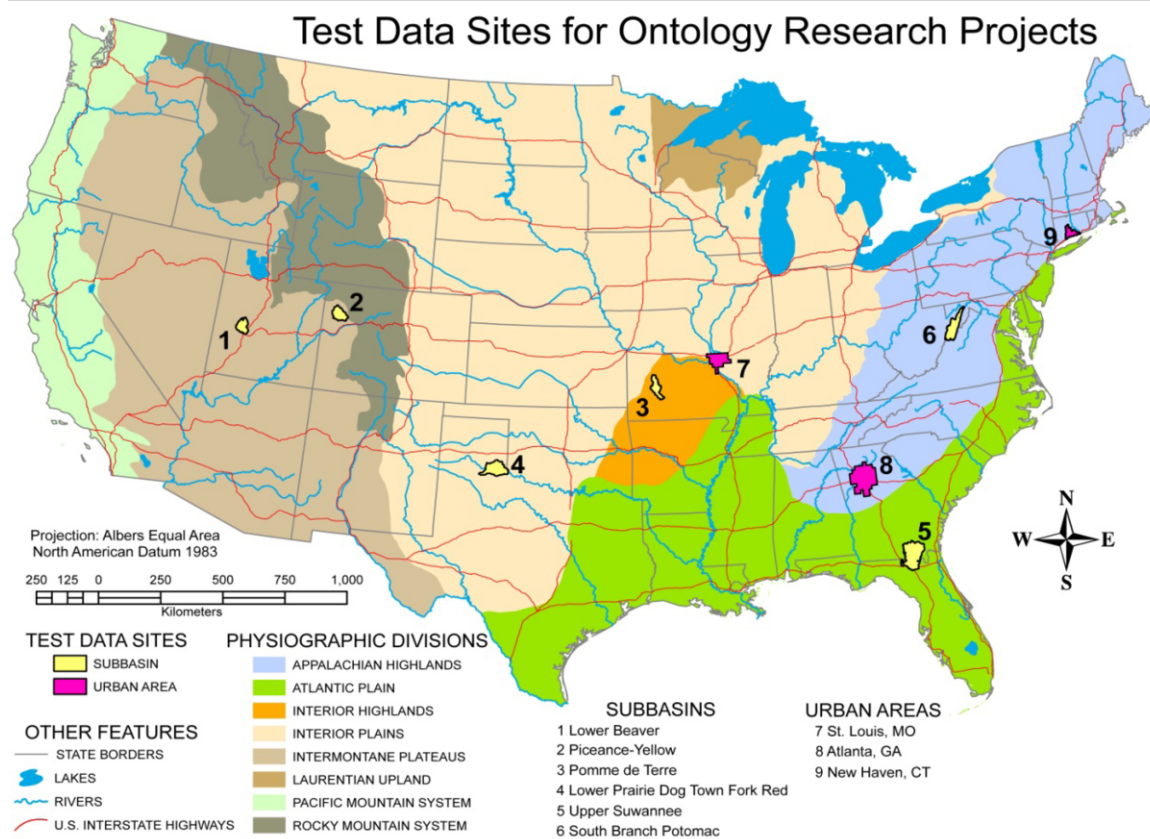 Test Data Sites for Ontology Research Projects
1
2
3
4
5
6
7
8
9
N
W E
S
Projection: Albers Equal Area
North American Datum 1983
250 125 0 250 500 750 1,000
Kilometers
TEST DATA SITES
SUBBASIN
URBAN AREA
OTHER FEATURES
STATE BORDERS
LAKES
RIVERS
U.S. INTERSTATE HIGHWAYS
PHYSIOGRAPHIC DIVISIONS
APPALACHIAN HIGHLANDS
ATLANTIC PLAIN
INTERIOR HIGHLANDS
INTERIOR PLAINS
INTERMONTANE PLATEAUS
LAURENTIAN UPLAND
PACIFIC MOUNTAIN SYSTEM
ROCKY MOUNTAIN SYSTEM
SUBBASINS
1 Lower Beaver
2 Piceance-Yellow
3 Pomme de Terre
4 Lower Prairie Dog Town Fork Red
5 Upper Suwannee
6 South Branch Potomac
URBAN AREAS
7 St. Louis, MO
8 Atlanta, GA
9 New Haven, CT